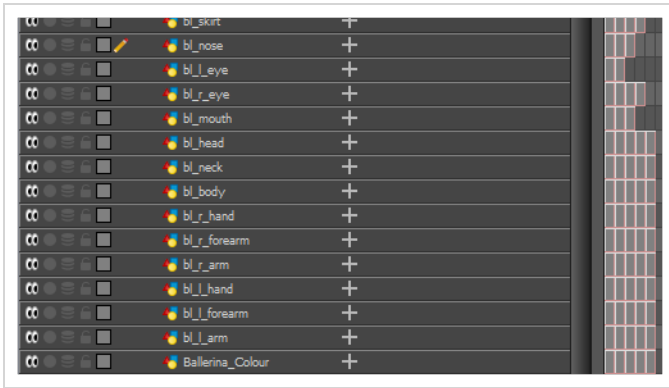 bl_skirt
bl_nose
bl_l_eye
bl_r_eye
bl_mouth
bl_head
bl_neck
bl_body
bl_r_hand
bl_r_forearm
bl_r_arm
bl_l_hand
bl_l_forearm
bl_l_arm
Ballerina_Colour